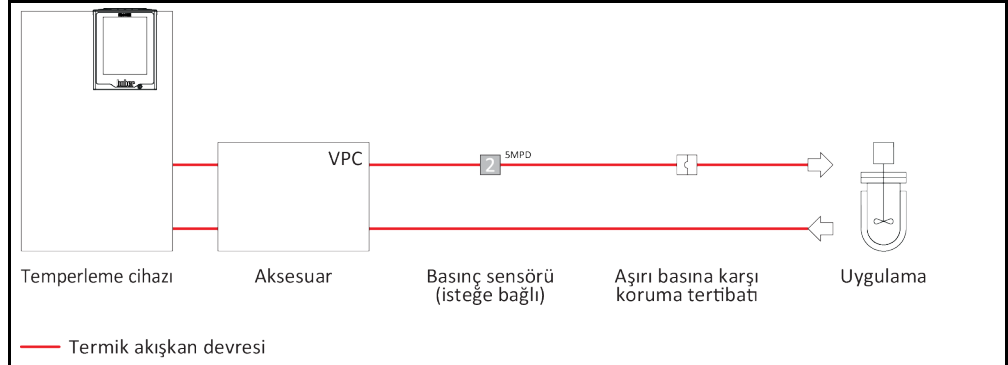 huber
VPC
2
5MPD
Temperleme cihazı
Aksesuar
Basınç sensörü
(isteğe bağlı)
Aşırı basına karşı
koruma tertibatı
Uygulama
Termik akışkan devresi